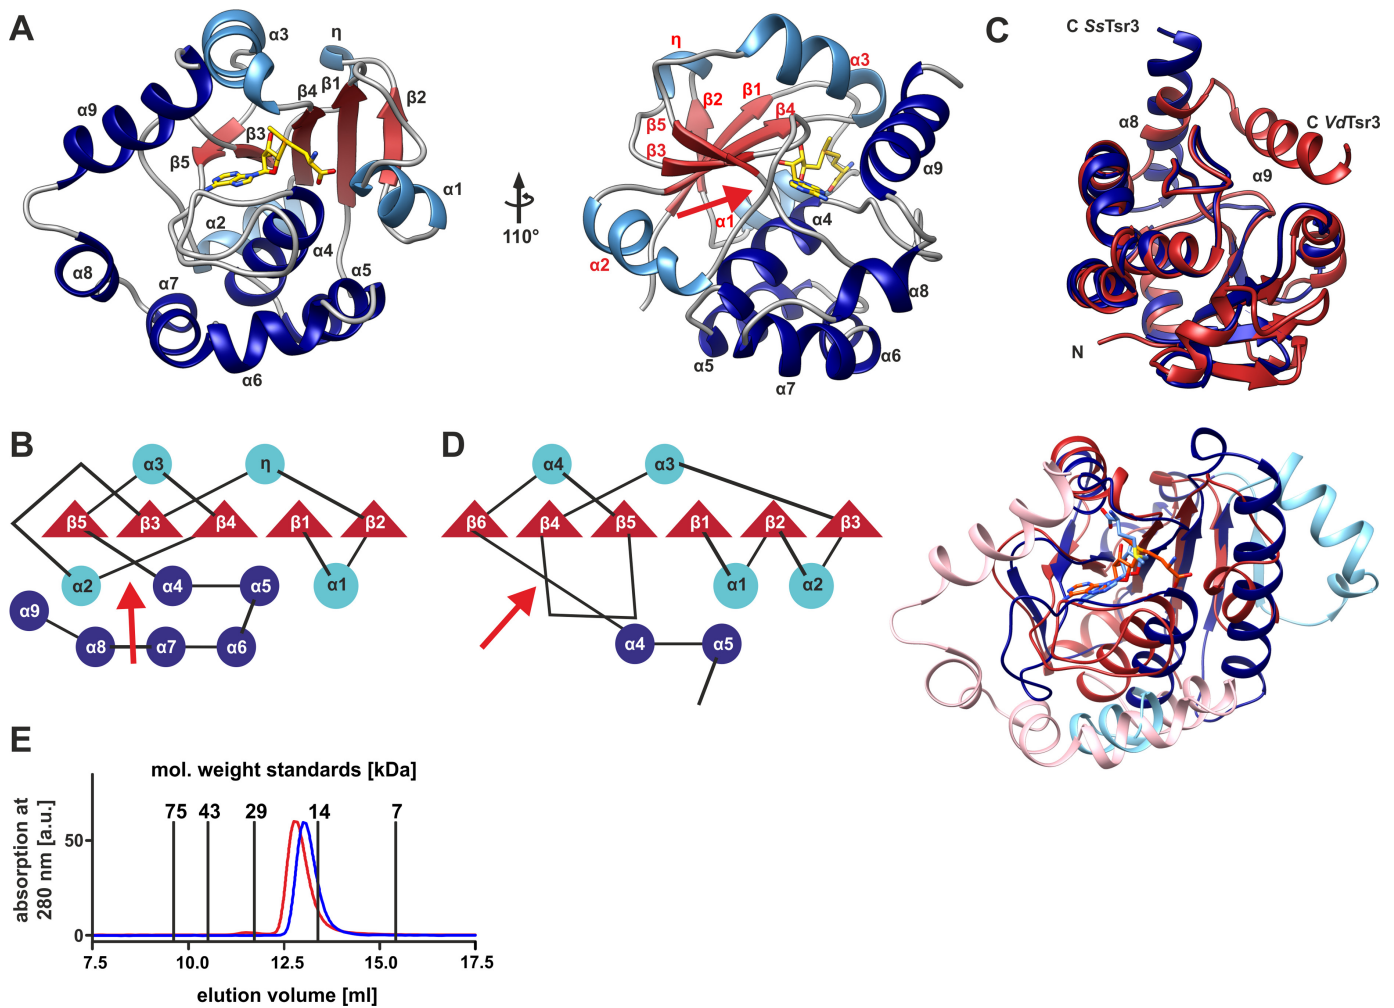 A
α3
η
α9
β4
β1
β2
β3
β5
α1
α2
α4
α8
α7
α5
α6
110°
η
α3
β2
β1
β4
β5
β3
α9
α1
α4
α2
α8
α5
α6
α7
C
C SsTsr3
α8
C VdTsr3
α9
N
B
α3
η
β5
β3
β4
β1
β2
α2
α4
α5
α1
α9
α8
α7
α6
D
α4
α3
β6
β4
β5
β1
β2
β3
α1
α2
α4
α5
E
mol. weight standards [kDa]
75
43
29
14
7
absorption at
280 nm [a.u.]
50
0
7.5
10.0
12.5
15.0
17.5
elution volume [ml]